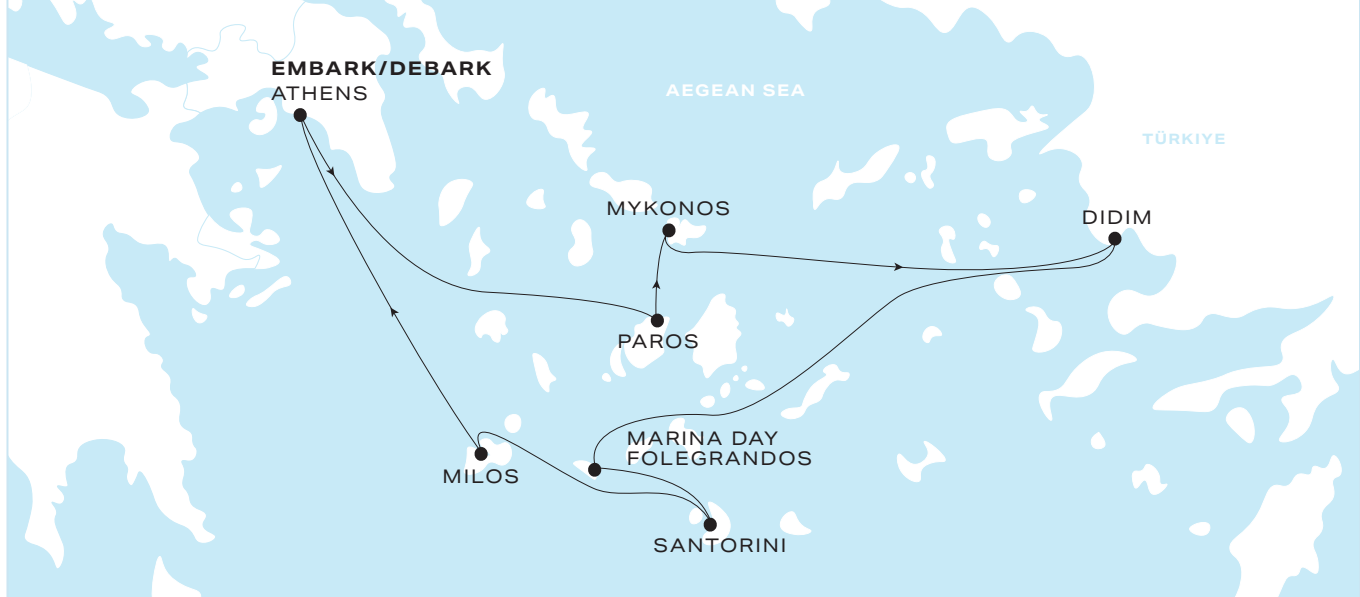 EMBARK/DEBARK
ATHENS
AEGEAN SEA
TÜRKIYE
MYKONOS
DIDIM
PAROS
MARINA DAY
FOLEGRANDOS
MILOS
SANTORINI